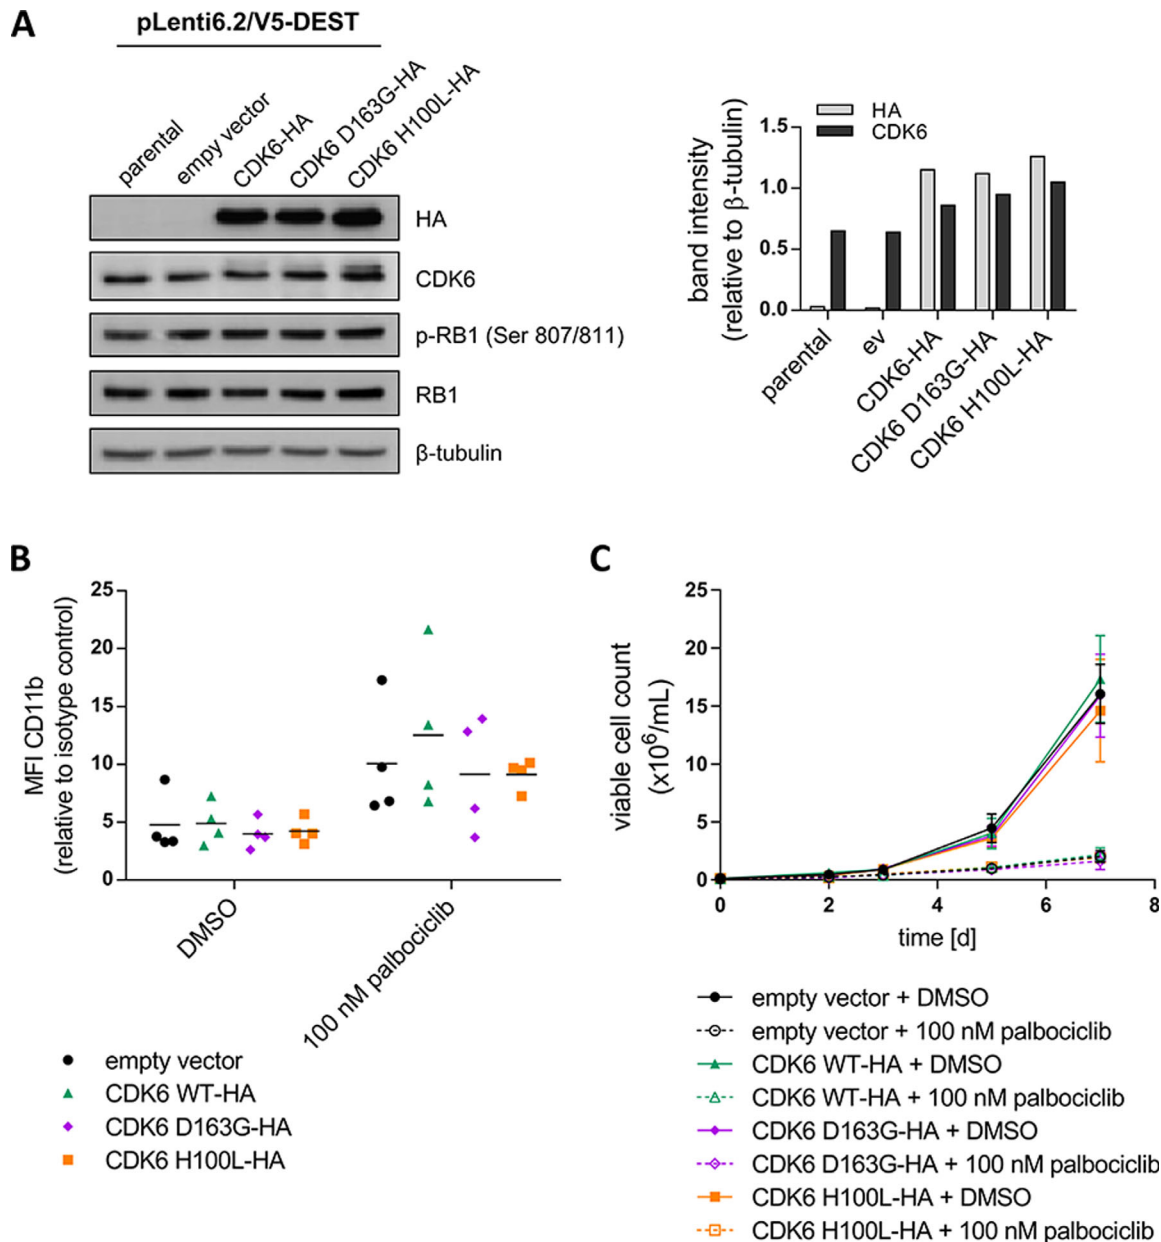 A
pLenti6.2/V5-DEST
parental
empy vector
CDK6-HA
CDK6 D163G-HA
CDK6 H100L-HA
HA
CDK6
p-RB1 (Ser 807/811)
RB1
β-tubulin
HA
CDK6
band intensity
(relative to β-tubulin)
1.5
1.0
0.5
0.0
parental
ev
CDK6-HA
CDK6 D163G-HA
CDK6 H100L-HA
B
MFI CD11b
(relative to isotype control)
25
20
15
10
5
0
DMSO
100 nM palbociclib
empty vector
CDK6 WT-HA
CDK6 D163G-HA
CDK6 H100L-HA
C
viable cell count
(x10⁶/mL)
25
20
15
10
5
0
0 2 4 6 8
time [d]
empty vector + DMSO
empty vector + 100 nM palbociclib
CDK6 WT-HA + DMSO
CDK6 WT-HA + 100 nM palbociclib
CDK6 D163G-HA + DMSO
CDK6 D163G-HA + 100 nM palbociclib
CDK6 H100L-HA + DMSO
CDK6 H100L-HA + 100 nM palbociclib